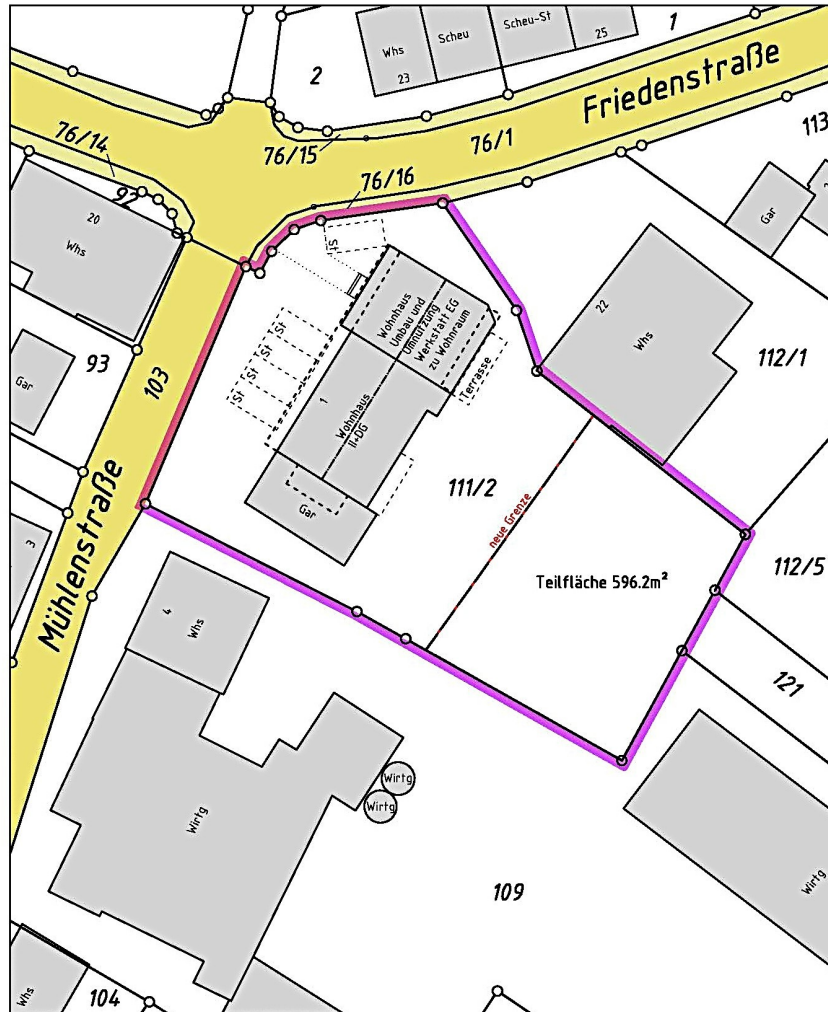 1
2
Whs
23
Scheu
Scheu-St
25
Friedenstraße
76/14
76/15
76/1
76/16
113
92
20
Whs
Gar
St
22
Whs
112/1
93
Gar
103
St
St
St
St
Wohnhaus
Umbau und
Umnutzung
Werkstatt EG
zu Wohnraum
Terrasse
1
Wohnhaus
II+DG
Gar
111/2
neue Grenze
Teilfläche 596.2m²
112/5
121
3
Mühlenstraße
4
Whs
Wirtg
Wirtg
Wirtg
Wirtg
109
Whs
104